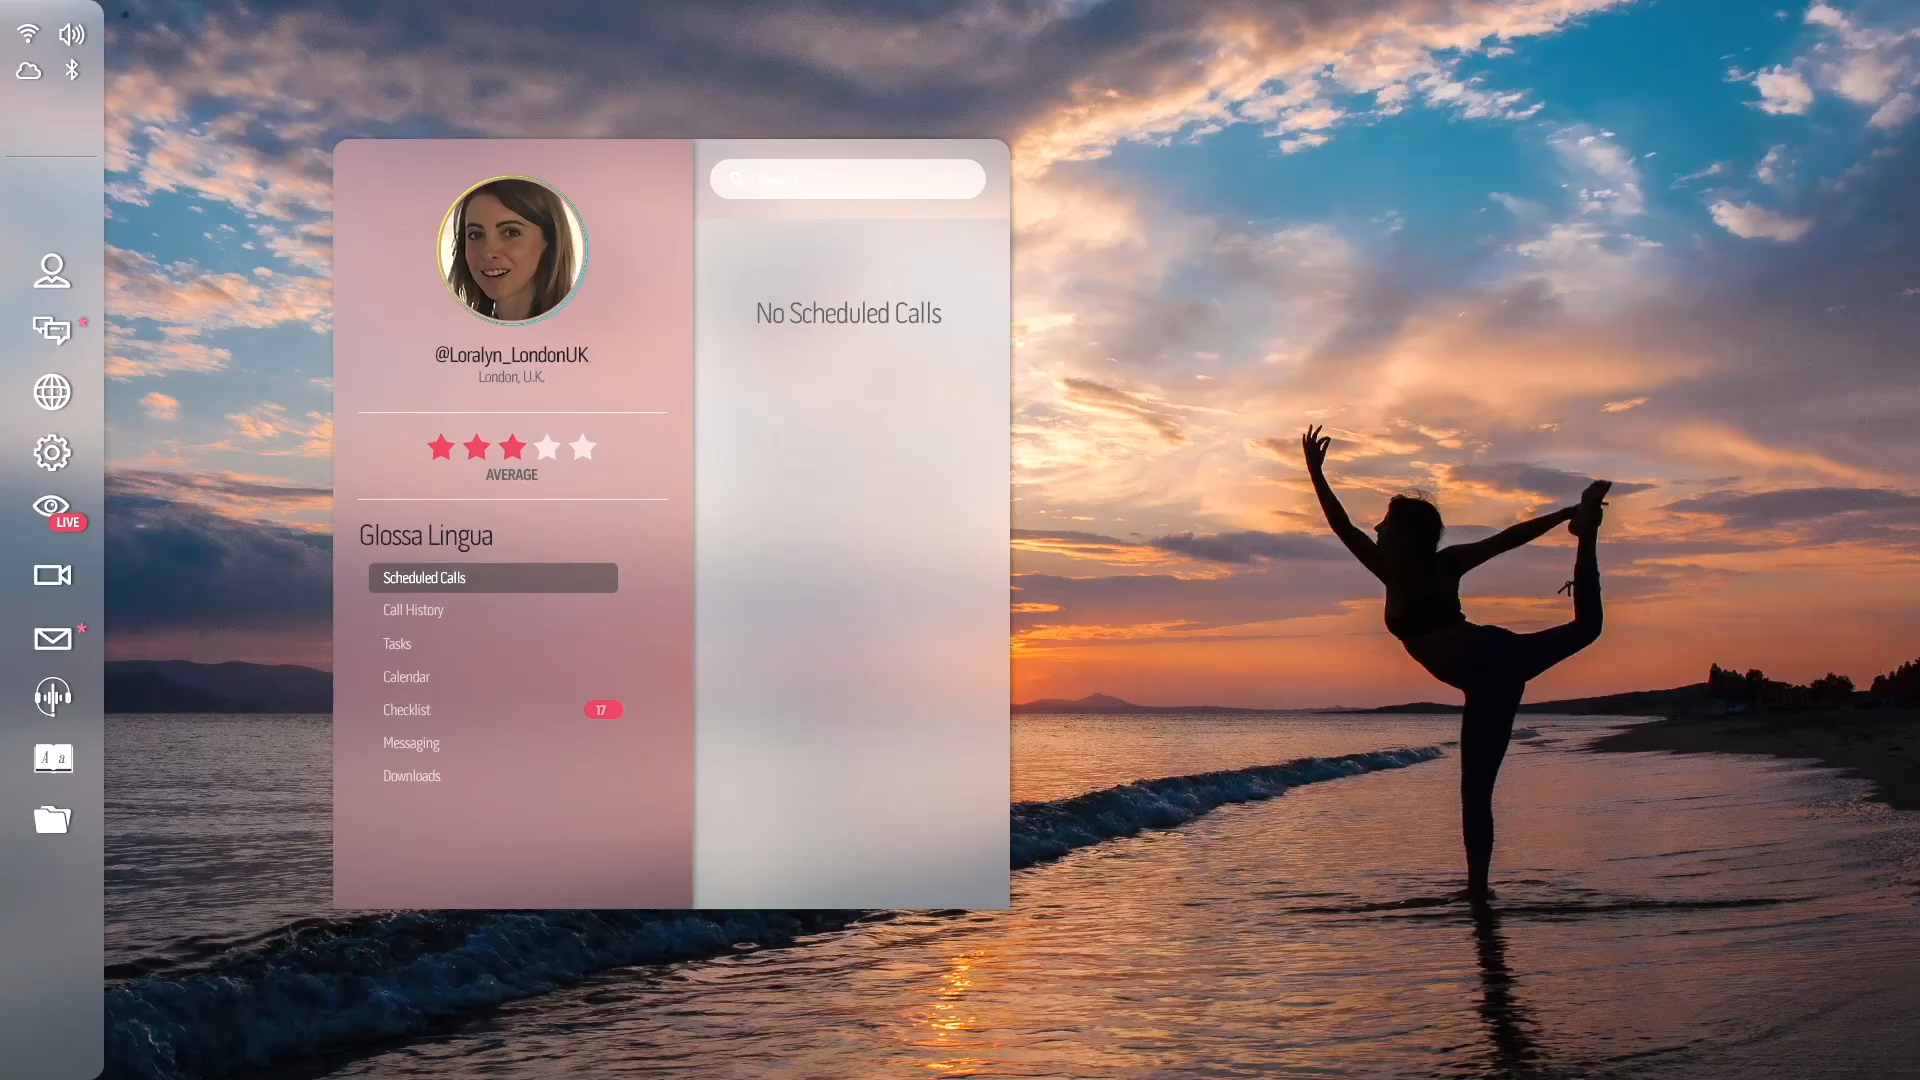 LIVE
A a
@Loralyn_LondonUK
London, U.K.
AVERAGE
Glossa Lingua
Scheduled Calls
Call History
Tasks
Calendar
Checklist 17
Messaging
Downloads
No Scheduled Calls